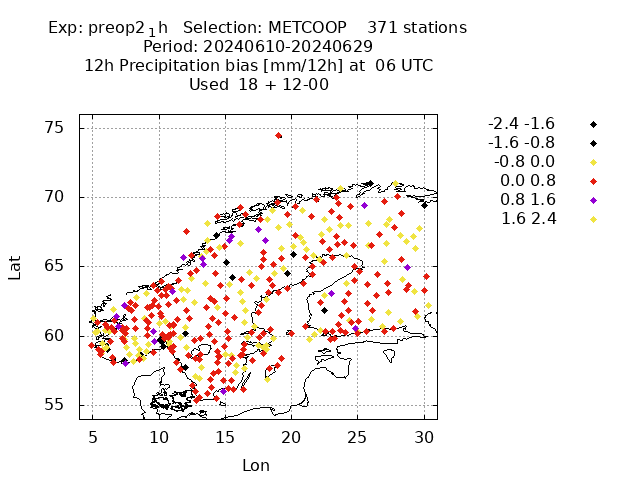 Exp: preop2₁h Selection: METCOOP 371 stations
Period: 20240610-20240629
12h Precipitation bias [mm/12h] at 06 UTC
Used 18 + 12-00
-2.4 -1.6
-1.6 -0.8
-0.8 0.0
0.0 0.8
0.8 1.6
1.6 2.4
75
70
65
60
55
Lat
5 10 15 20 25 30
Lon